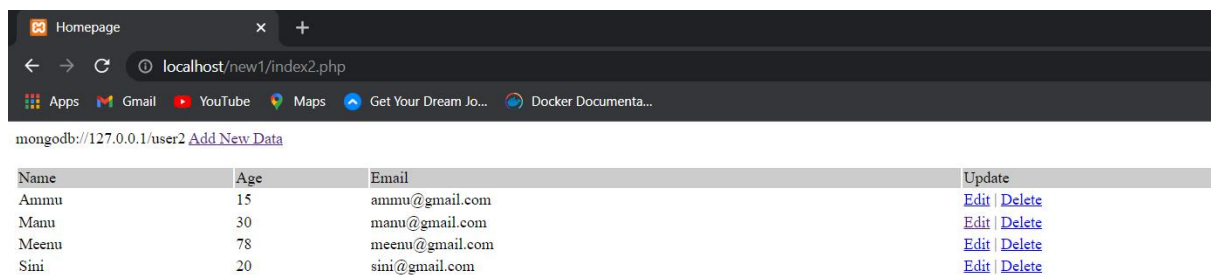 Homepage
localhost/new1/index2.php
Apps Gmail YouTube Maps Get Your Dream Jo... Docker Documenta...
mongodb://127.0.0.1/user2 Add New Data
Name Age Email Update
Ammu 15 ammu@gmail.com Edit | Delete
Manu 30 manu@gmail.com Edit | Delete
Meenu 78 meenu@gmail.com Edit | Delete
Sini 20 sini@gmail.com Edit | Delete